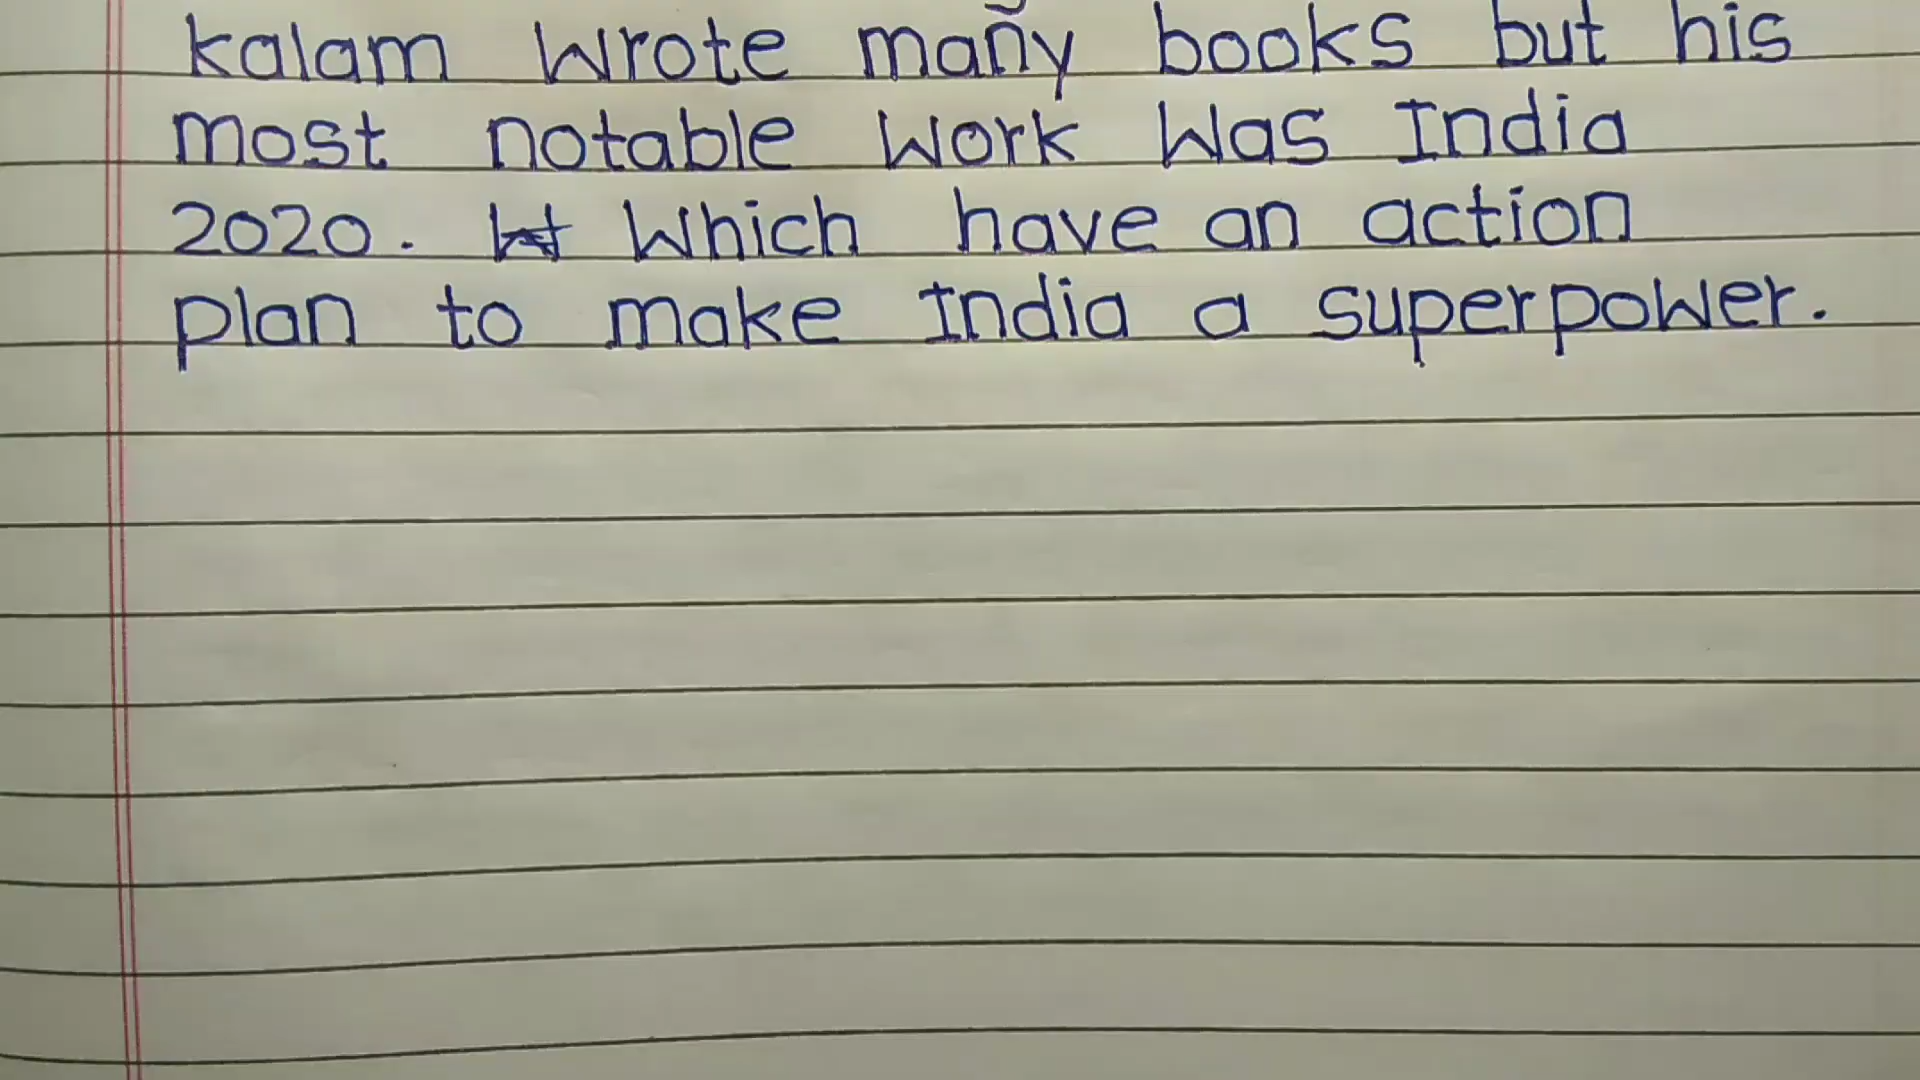 kalam wrote many books but his
most notable work was India
2020. Which have an action
plan to make India a superpower.